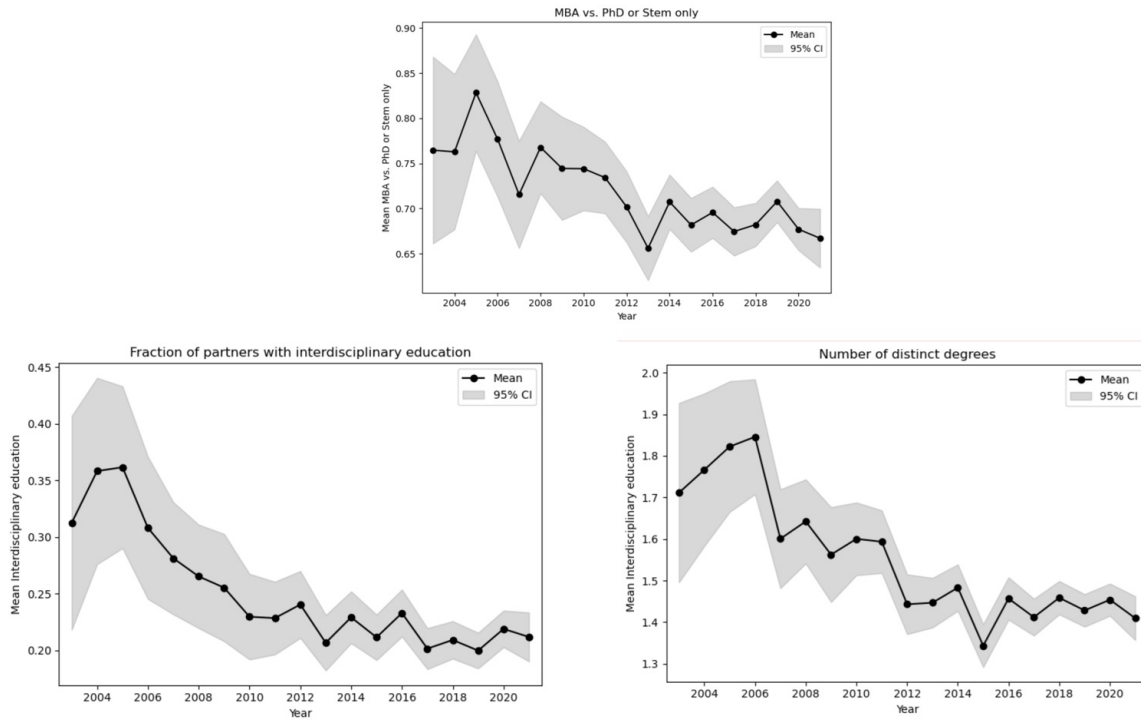 MBA vs. PhD or Stem only
0.90
0.85
0.80
0.75
0.70
0.65
Mean MBA vs. PhD or Stem only
Mean
95% CI
2004 2006 2008 2010 2012 2014 2016 2018 2020
Year
Fraction of partners with interdisciplinary education
0.45
0.40
0.35
0.30
0.25
0.20
Mean Interdisciplinary education
Mean
95% CI
2004 2006 2008 2010 2012 2014 2016 2018 2020
Year
Number of distinct degrees
2.0
1.9
1.8
1.7
1.6
1.5
1.4
1.3
Mean Interdisciplinary education
Mean
95% CI
2004 2006 2008 2010 2012 2014 2016 2018 2020
Year